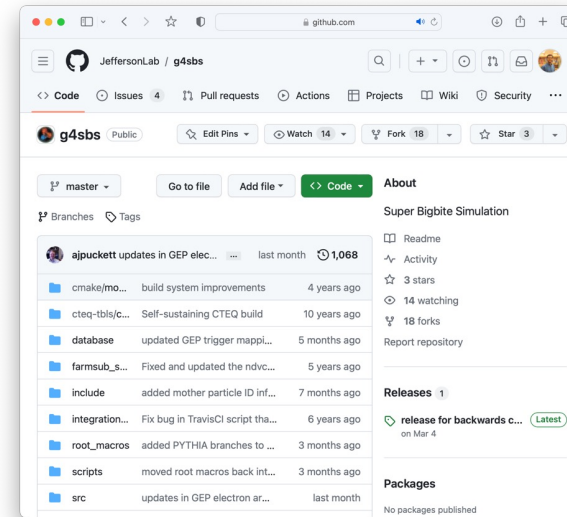 github.com
JeffersonLab / g4sbs
Code Issues 4 Pull requests Actions Projects Wiki Security ...
g4sbs Public Edit Pins Watch 14 Fork 18 Star 3
master Go to file Add file <> Code
Branches Tags
ajpuckett updates in GEP elec... ... last month 1,068
cmake/mo... build system improvements 4 years ago
cteq-tbls/c... Self-sustaining CTEQ build 10 years ago
database updated GEP trigger mappi... 5 months ago
farmsub_s... Fixed and updated the ndvc... 5 years ago
include added mother particle ID inf... 7 months ago
integration... Fix bug in TravisCI script tha... 6 years ago
root_macros added PYTHIA branches to ... 3 months ago
scripts moved root macros back int... 3 months ago
src updates in GEP electron ar... last month
About
Super Bigbite Simulation
Readme
Activity
3 stars
14 watching
18 forks
Report repository
Releases 1
release for backwards c... Latest
on Mar 4
Packages
No packages published